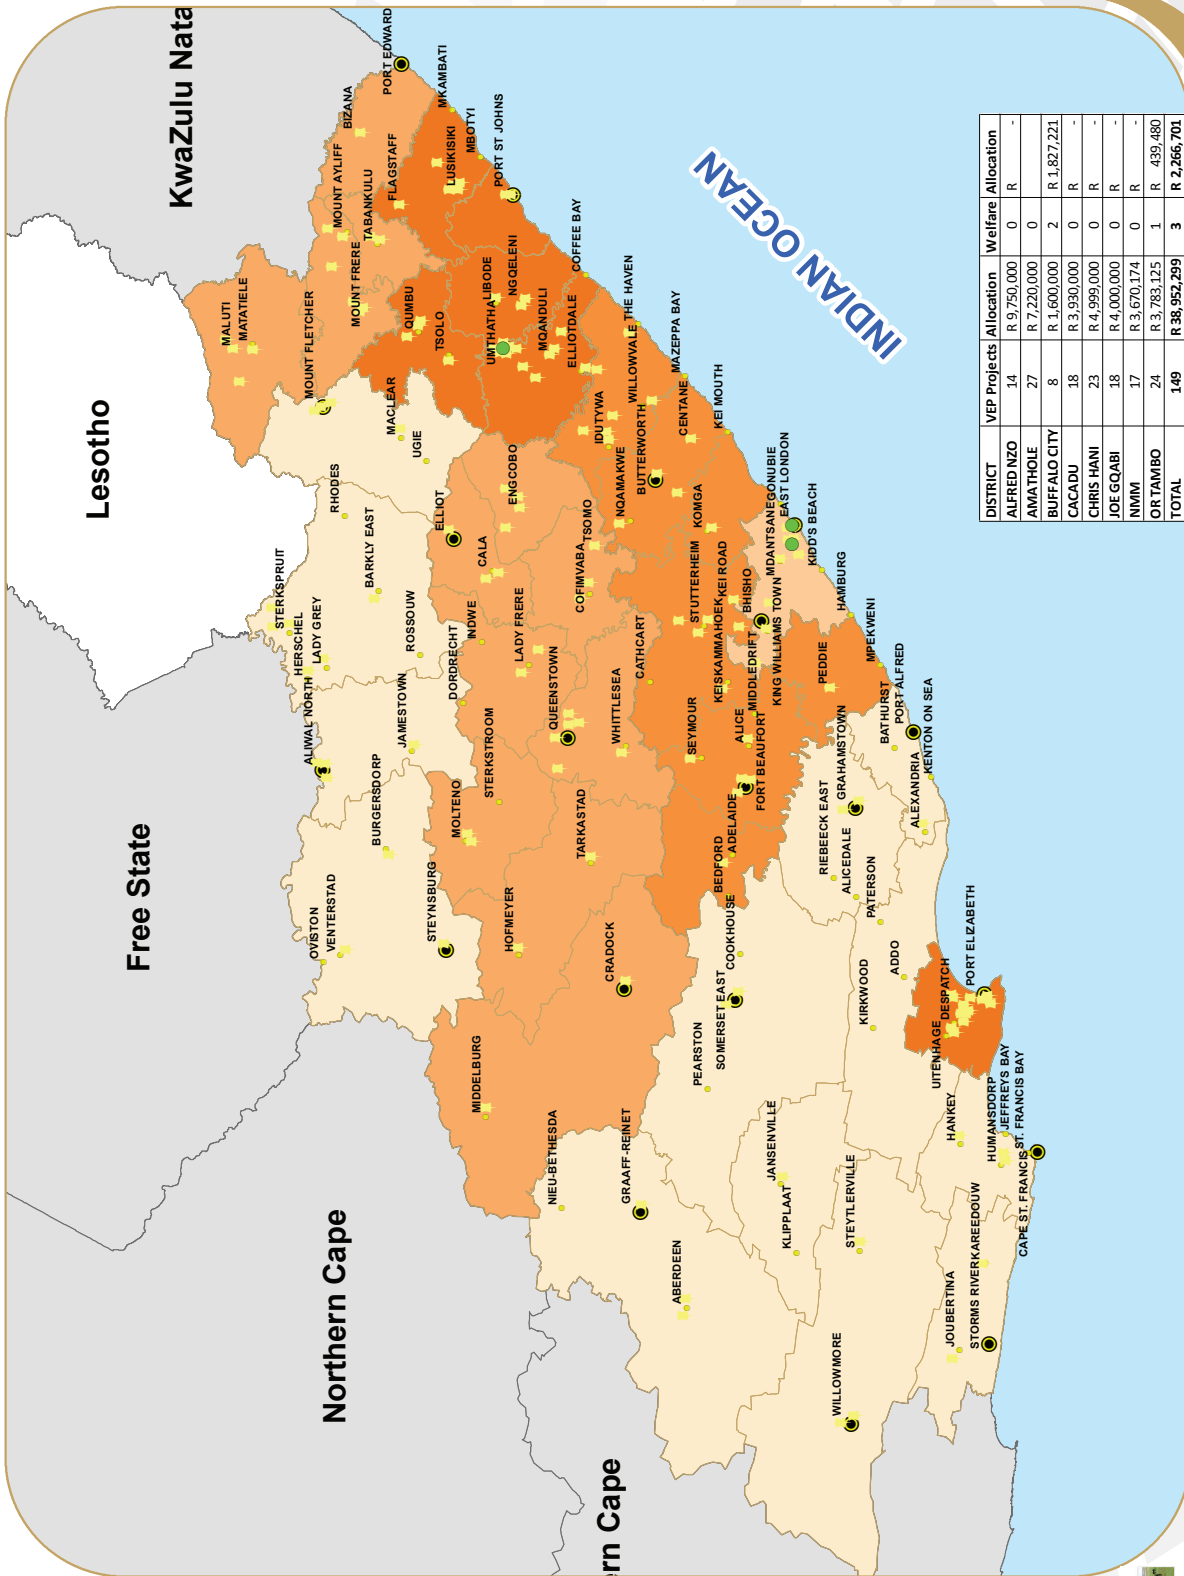 Lesotho
KwaZulu Nata
Free State
Northern Cape
ern Cape
INDIAN OCEAN
PORT EDWARD
BIZANA
MKAMBATI
MBOTYI
MOUNT AYLIFF
TABANKULU
FLAGSTAFF
LUSIKISIKI
PORT ST JOHNS
MALUTI
MATATIELE
MOUNT FRERE
MOUNT FLETCHER
QUMBU
TSOLO
UMTHATHA
LIBODE
NGQELENI
MQANDULI
ELLIOTDALE
COFFEE BAY
THE HAVEN
MACLEAR
UGIE
RHODES
BARKLY EAST
ELLIOT
ENGCOBO
CALA
IDUTYWA
WILLOWVALE
MAZEPPA BAY
BUTTERWORTH
CENTANE
KEI MOUTH
NQAMAKWE
TSOMO
COFIMVABA
KOMGA
STERKSPRUIT
HERSCHEL
LADY GREY
ROSSOUW
INDWE
DORDRECHT
LADY FRERE
QUEENSTOWN
CATHCART
STUTTERHEIM
KEI ROAD
BHISHO
MDANTSANE
GONUBIE
EAST LONDON
KIDD'S BEACH
HAMBURG
KEISKAMMAHOEK
MIDDLEDRIFT
KING WILLIAMS TOWN
PEDDIE
MPEKWENI
ALIWAL NORTH
JAMESTOWN
BURGERSDORP
STERKSTROOM
MOLTENO
WHITTLESEA
SEYMOUR
ALICE
FORT BEAUFORT
ADELAIDE
BEDFORD
TARKASTAD
GRAHAMSTOWN
BATHURST
PORT ALFRED
KENTON ON SEA
ALEXANDRIA
RIEBEECK EAST
ALICEDALE
PATERSON
OVISTON
VENTERSTAD
STEYNSBURG
HOFMEYER
CRADOCK
COOKHOUSE
SOMERSET EAST
PEARSTON
KIRKWOOD
ADDO
DESPATCH
PORT ELIZABETH
UITENHAGE
MIDDELBURG
NIEU-BETHESDA
GRAAFF-REINET
ABERDEEN
JANSENVILLE
KLIPPLAAT
STEYTLERVILLE
WILLOWMORE
HANKEY
HUMANSDORP
JEFFREYS BAY
ST. FRANCIS BAY
CAPE ST. FRANCIS
KAREEDOUW
STORMS RIVER
JOUBERTINA
DISTRICT VEP Projects Allocation Welfare Allocation
ALFRED NZO 14 R 9,750,000 0 R -
AMATHOLE 27 R 7,220,000 0
BUFFALO CITY 8 R 1,600,000 2 R 1,827,221
CACADU 18 R 3,930,000 0 R -
CHRIS HANI 23 R 4,999,000 0 R -
JOE GQABI 18 R 4,000,000 0 R -
NMM 17 R 3,670,174 0 R -
OR TAMBO 24 R 3,783,125 1 R 439,480
TOTAL 149 R 38,952,299 3 R 2,266,701